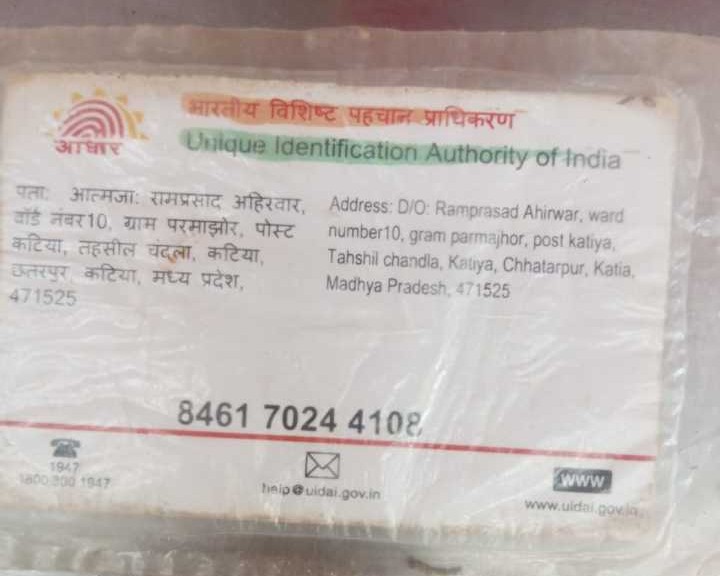 आधार
भारतीय विशिष्ट पहचान प्राधिकरण
Unique Identification Authority of India
पता: आत्मजा: रामप्रसाद अहिरवार,
वॉर्ड नंबर10, ग्राम परमाझोर, पोस्ट
कटिया, तहसील चंदला, कटिया,
छतरपुर, कटिया, मध्य प्रदेश,
471525
Address: D/O: Ramprasad Ahirwar, ward
number10, gram parmajhor, post katiya,
Tahshil chandla, Katiya, Chhatarpur, Katia,
Madhya Pradesh, 471525
8461 7024 4108
1947
1800 300 1947
help@uidai.gov.in
www
www.uidai.gov.in